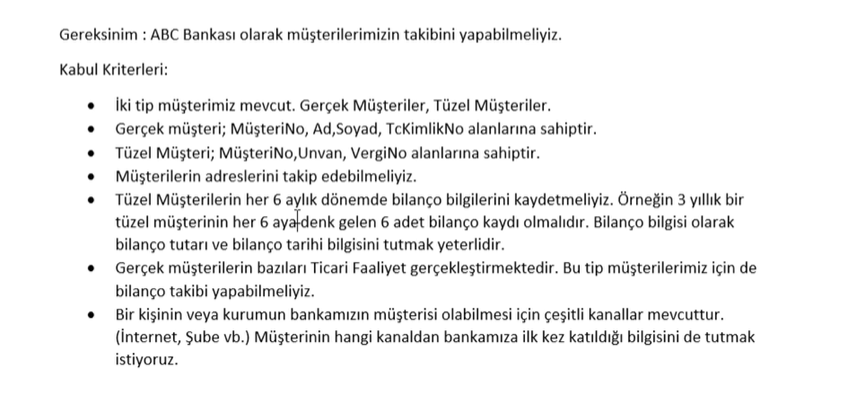 Gereksinim : ABC Bankası olarak müşterilerimizin takibini yapabilmeliyiz.
Kabul Kriterleri:
• İki tip müşterimiz mevcut. Gerçek Müşteriler, Tüzel Müşteriler.
• Gerçek müşteri; MüşteriNo, Ad,Soyad, TcKimlikNo alanlarına sahiptir.
• Tüzel Müşteri; MüşteriNo,Unvan, VergiNo alanlarına sahiptir.
• Müşterilerin adreslerini takip edebilmeliyiz.
• Tüzel Müşterilerin her 6 aylık dönemde bilanço bilgilerini kaydetmeliyiz. Örneğin 3 yıllık bir
tüzel müşterinin her 6 aya denk gelen 6 adet bilanço kaydı olmalıdır. Bilanço bilgisi olarak
bilanço tutarı ve bilanço tarihi bilgisini tutmak yeterlidir.
• Gerçek müşterilerin bazıları Ticari Faaliyet gerçekleştirmektedir. Bu tip müşterilerimiz için de
bilanço takibi yapabilmeliyiz.
• Bir kişinin veya kurumun bankamızın müşterisi olabilmesi için çeşitli kanallar mevcuttur.
(İnternet, Şube vb.) Müşterinin hangi kanaldan bankamıza ilk kez katıldığı bilgisini de tutmak
istiyoruz.